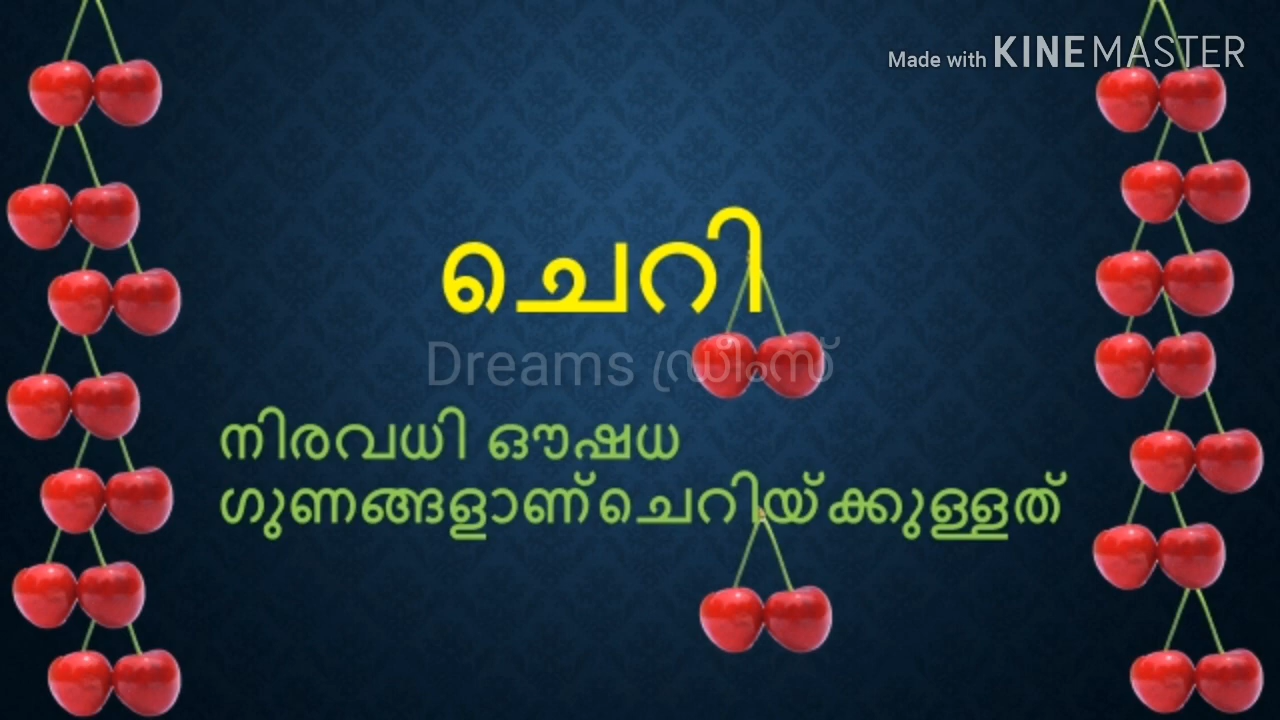 Made with KINEMASTER
ചെറി
Dreams ഡ്രീംസ്
നിരവധി ഔഷധ
ഗുണങ്ങളാണ് ചെറിയ്ക്കുള്ളത്